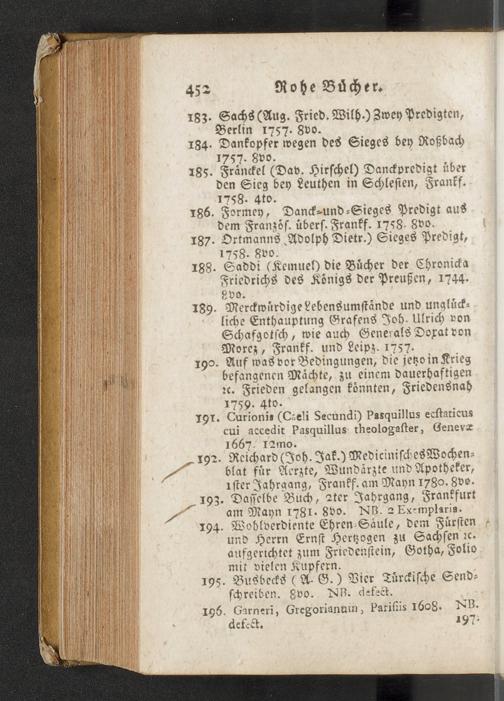 452 Rohe Bücher.
183. Sachs (Aug. Fried. Wilh.) Zwey Predigten,
Berlin 1757. 8vo.
184. Dankopfer wegen des Sieges bey Roßbach
1757. 8vo.
185. Fränckel (Dav. Hirschel) Danckpredigt über
den Sieg bey Leuthen in Schlesien, Frankf.
1758. 4to.
186. Formey, Danck-und-Sieges Predigt aus
dem Französ. übers. Frankf. 1758. 8vo.
187. Ortmanns Adolph Dietr.) Sieges Predigt,
1758. 8vo.
188. Saddi (Kemuel) die Bücher der Chronicka
Friedrichs des Königs der Preußen, 1744.
8vo.
189. Merckwürdige Lebensumstände und unglück-
liche Enthauptung Grafens Joh. Ulrich von
Schafgotsch, wie auch Generals Doxat von
Morez, Frankf. und Leipz. 1757.
190. Auf was vor Bedingungen, die jetzo in Krieg
befangenen Mächte, zu einem dauerhaftigen
ꝛc. Frieden gelangen könnten, Friedensnah
1759. 4to.
191. Curionis (Cæli Secundi) Pasquillus ecstaticus
cui accedit Pasquillus theologaster, Genevæ
1667. 12mo.
192. Reichard (Joh. Jak.) Medicinisches Wochen-
blat für Aerzte, Wundärzte und Apotheker,
1ster Jahrgang, Frankf. am Mayn 1780. 8vo.
193. Dasselbe Buch, 2ter Jahrgang, Frankfurt
am Mayn 1781. 8vo. NB. 2 Exemplaria.
194. Wohlverdiente Ehren Säule, dem Fürsten
und Herrn Ernst Hertzogen zu Sachsen ꝛc.
aufgerichtet zum Friedenstein, Gotha, Folio
mit vielen Kupfern.
195. Busbecks (A. G.) Vier Türckische Send-
schreiben. 8vo. NB. defect.
196. Garneri, Gregorianum, Parisiis 1608. NB.
defect. 197.